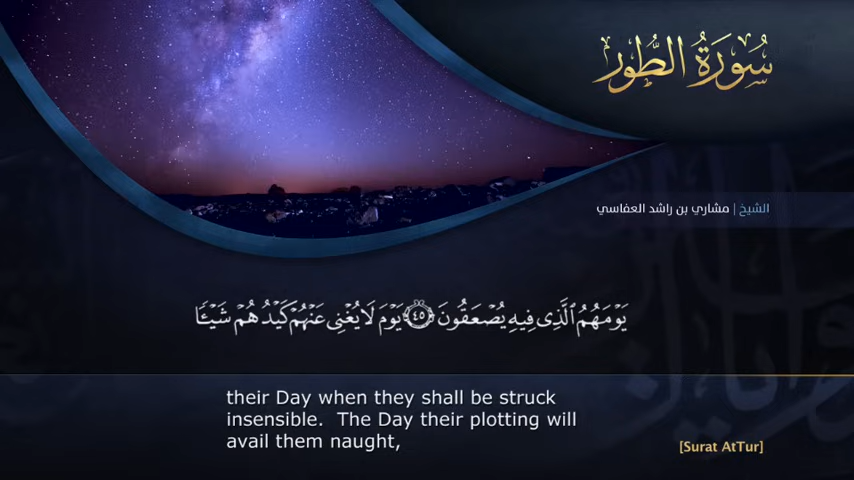 سُورَةُ الطُّورِ
الشيخ | مشاري بن راشد العفاسي
يَوْمَهُمُ ٱلَّذِى فِيهِ يُصْعَقُونَ ٤٥ يَوْمَ لَا يُغْنِى عَنْهُمْ كَيْدُهُمْ شَيْـًٔا
their Day when they shall be struck
insensible.  The Day their plotting will
avail them naught,
[Surat AtTur]